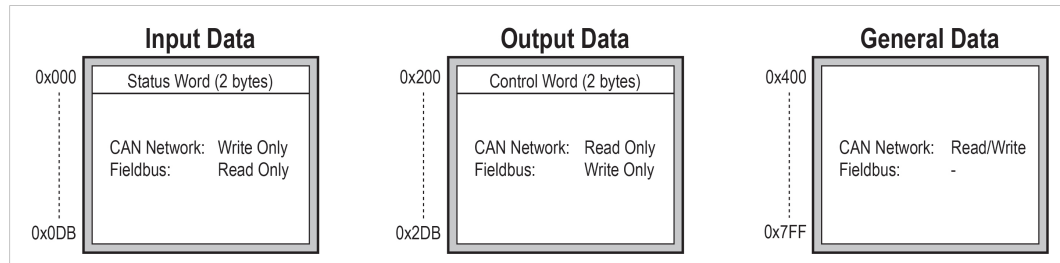 Input Data
0x000
Status Word (2 bytes)
CAN Network: Write Only
Fieldbus: Read Only
0x0DB
Output Data
0x200
Control Word (2 bytes)
CAN Network: Read Only
Fieldbus: Write Only
0x2DB
General Data
0x400
CAN Network: Read/Write
Fieldbus: -
0x7FF